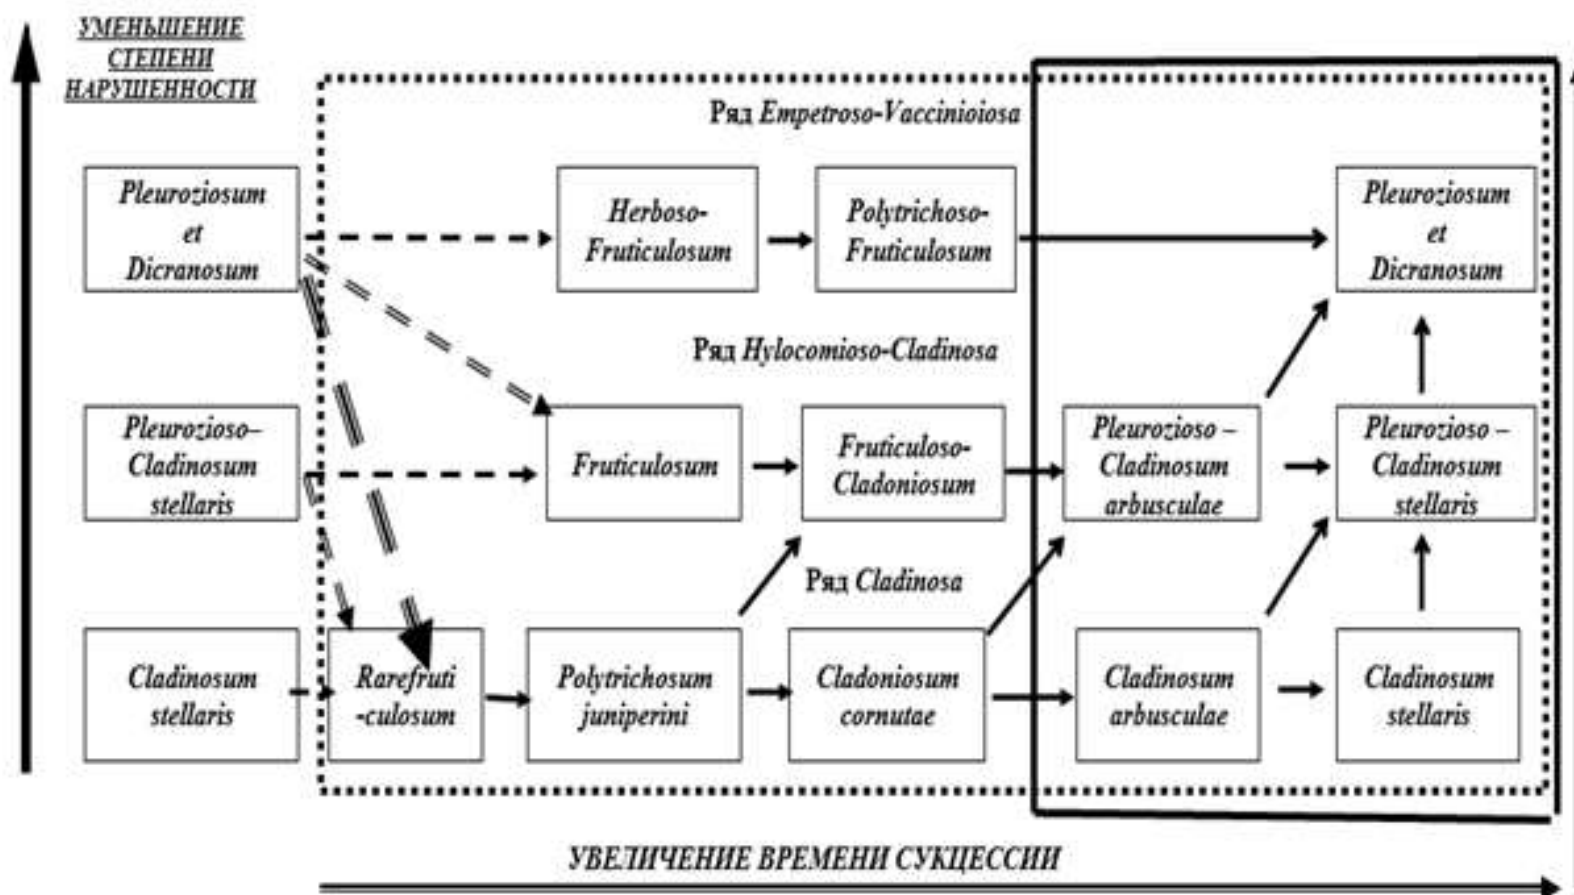 УМЕНЬШЕНИЕ
СТЕПЕНИ
НАРУШЕННОСТИ
Ряд Empetroso-Vaccinioiosa
Pleuroziosum
et
Dicranosum
Herboso-
Fruticulosum
Polytrichoso-
Fruticulosum
Pleuroziosum
et
Dicranosum
Ряд Hylocomioso-Cladinosa
Pleurozioso–
Cladinosum
stellaris
Fruticulosum
Fruticuloso-
Cladoniosum
Pleurozioso –
Cladinosum
arbusculae
Pleurozioso –
Cladinosum
stellaris
Ряд Cladinosa
Cladinosum
stellaris
Rarefruti
-culosum
Polytrichosum
juniperini
Cladoniosum
cornutae
Cladinosum
arbusculae
Cladinosum
stellaris
УВЕЛИЧЕНИЕ ВРЕМЕНИ СУКЦЕССИИ